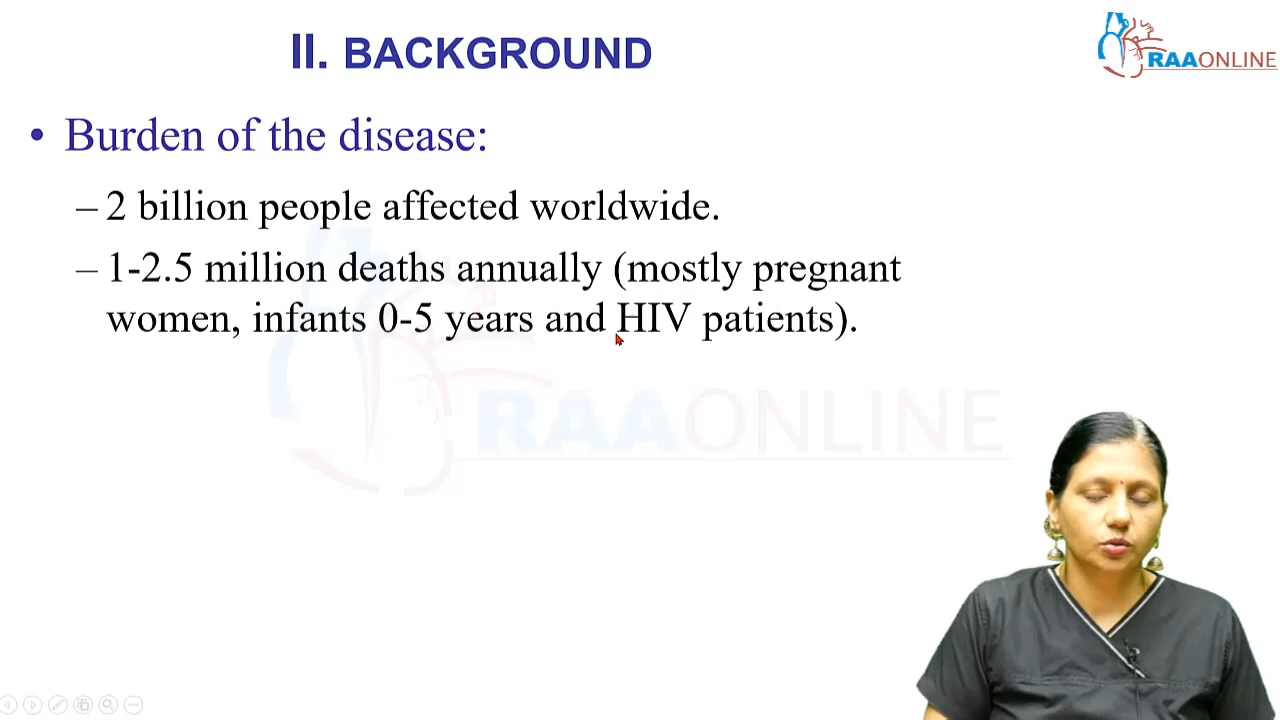 II. BACKGROUND
RAAONLINE
• Burden of the disease:
– 2 billion people affected worldwide.
– 1-2.5 million deaths annually (mostly pregnant
women, infants 0-5 years and HIV patients).
RAAONLINE